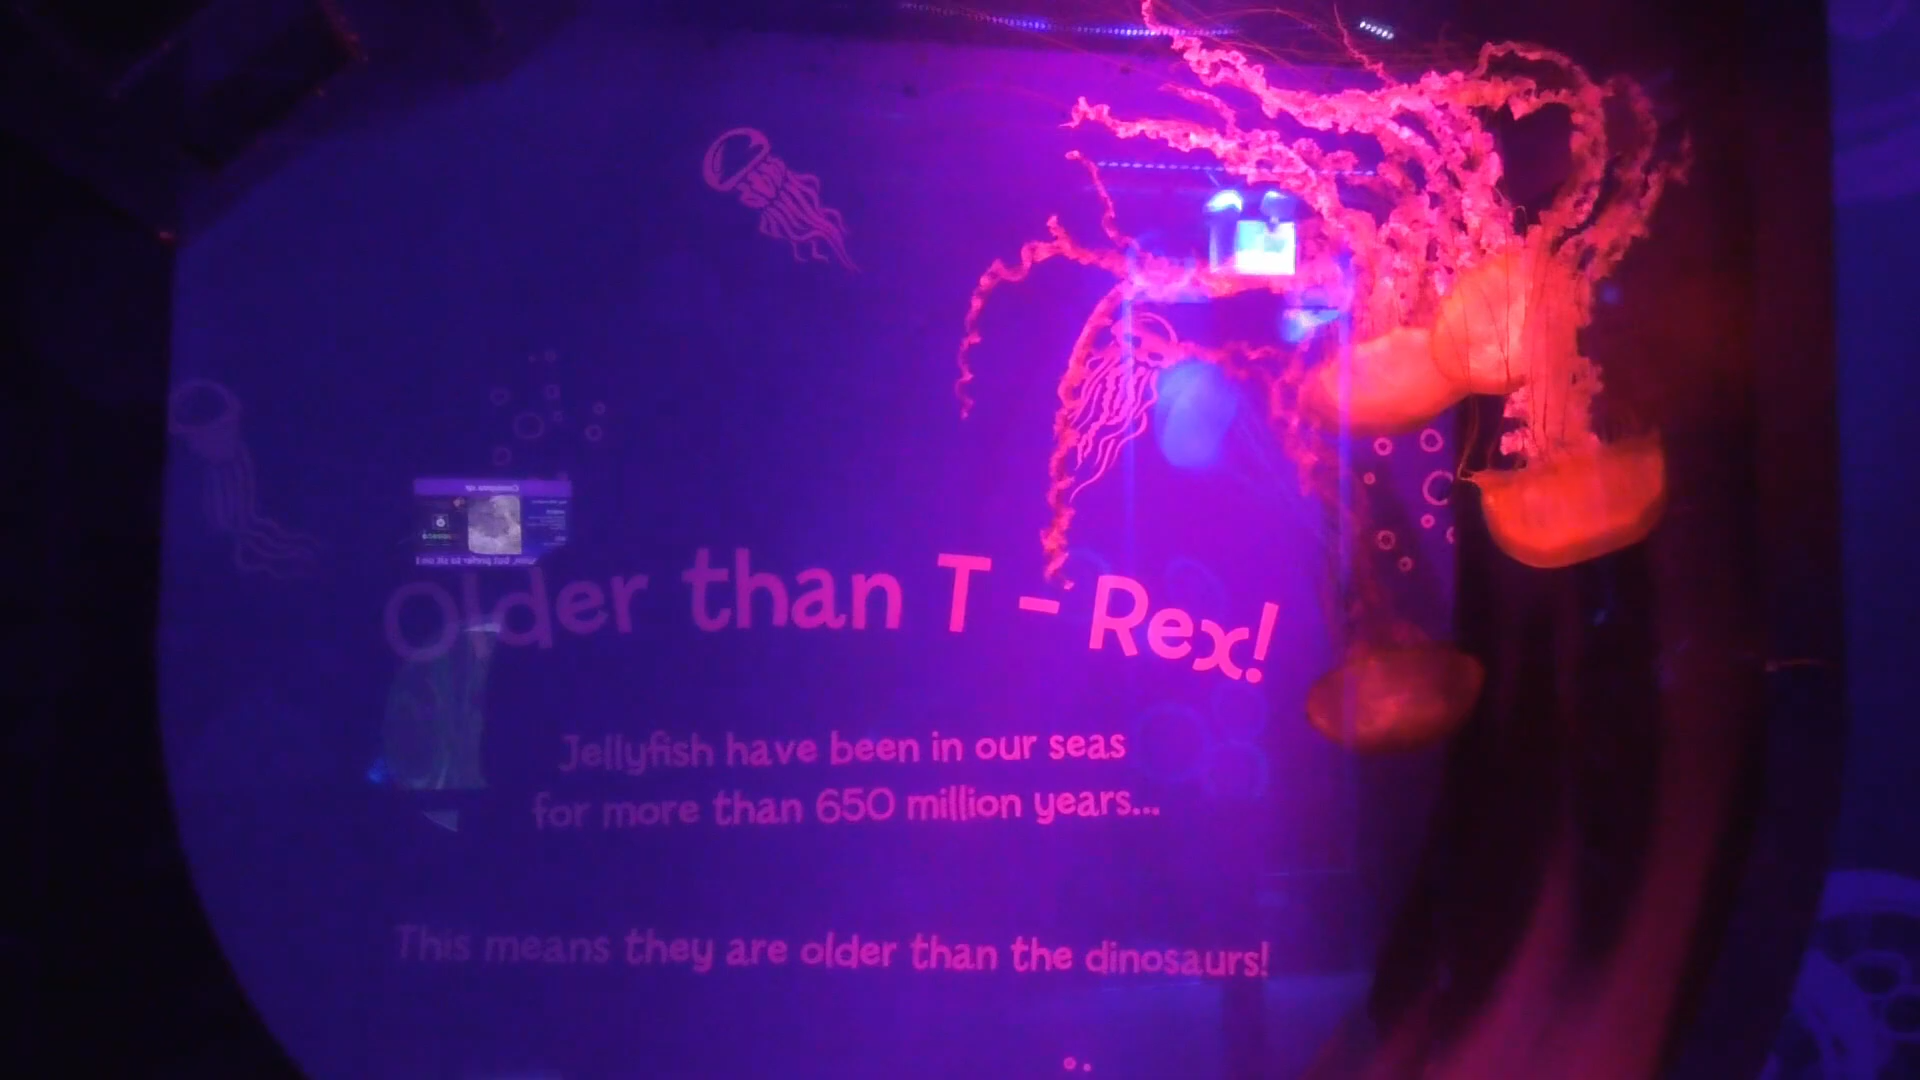 Older than T - Rex!
Jellyfish have been in our seas
for more than 650 million years...
This means they are older than the dinosaurs!